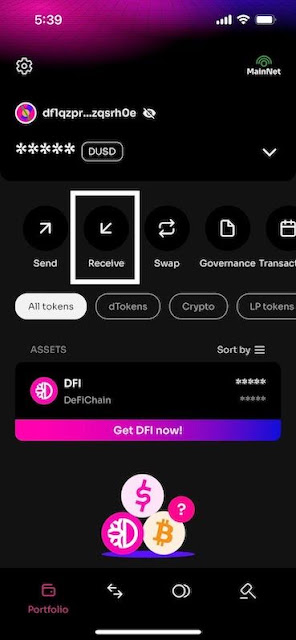 5:39
MainNet
df1qzpr...zqsrh0e
***** DUSD
Send Receive Swap Governance Transact
All tokens dTokens Crypto LP tokens
ASSETS Sort by
DFI *****
DeFiChain *****
Get DFI now!
$ ?
Portfolio